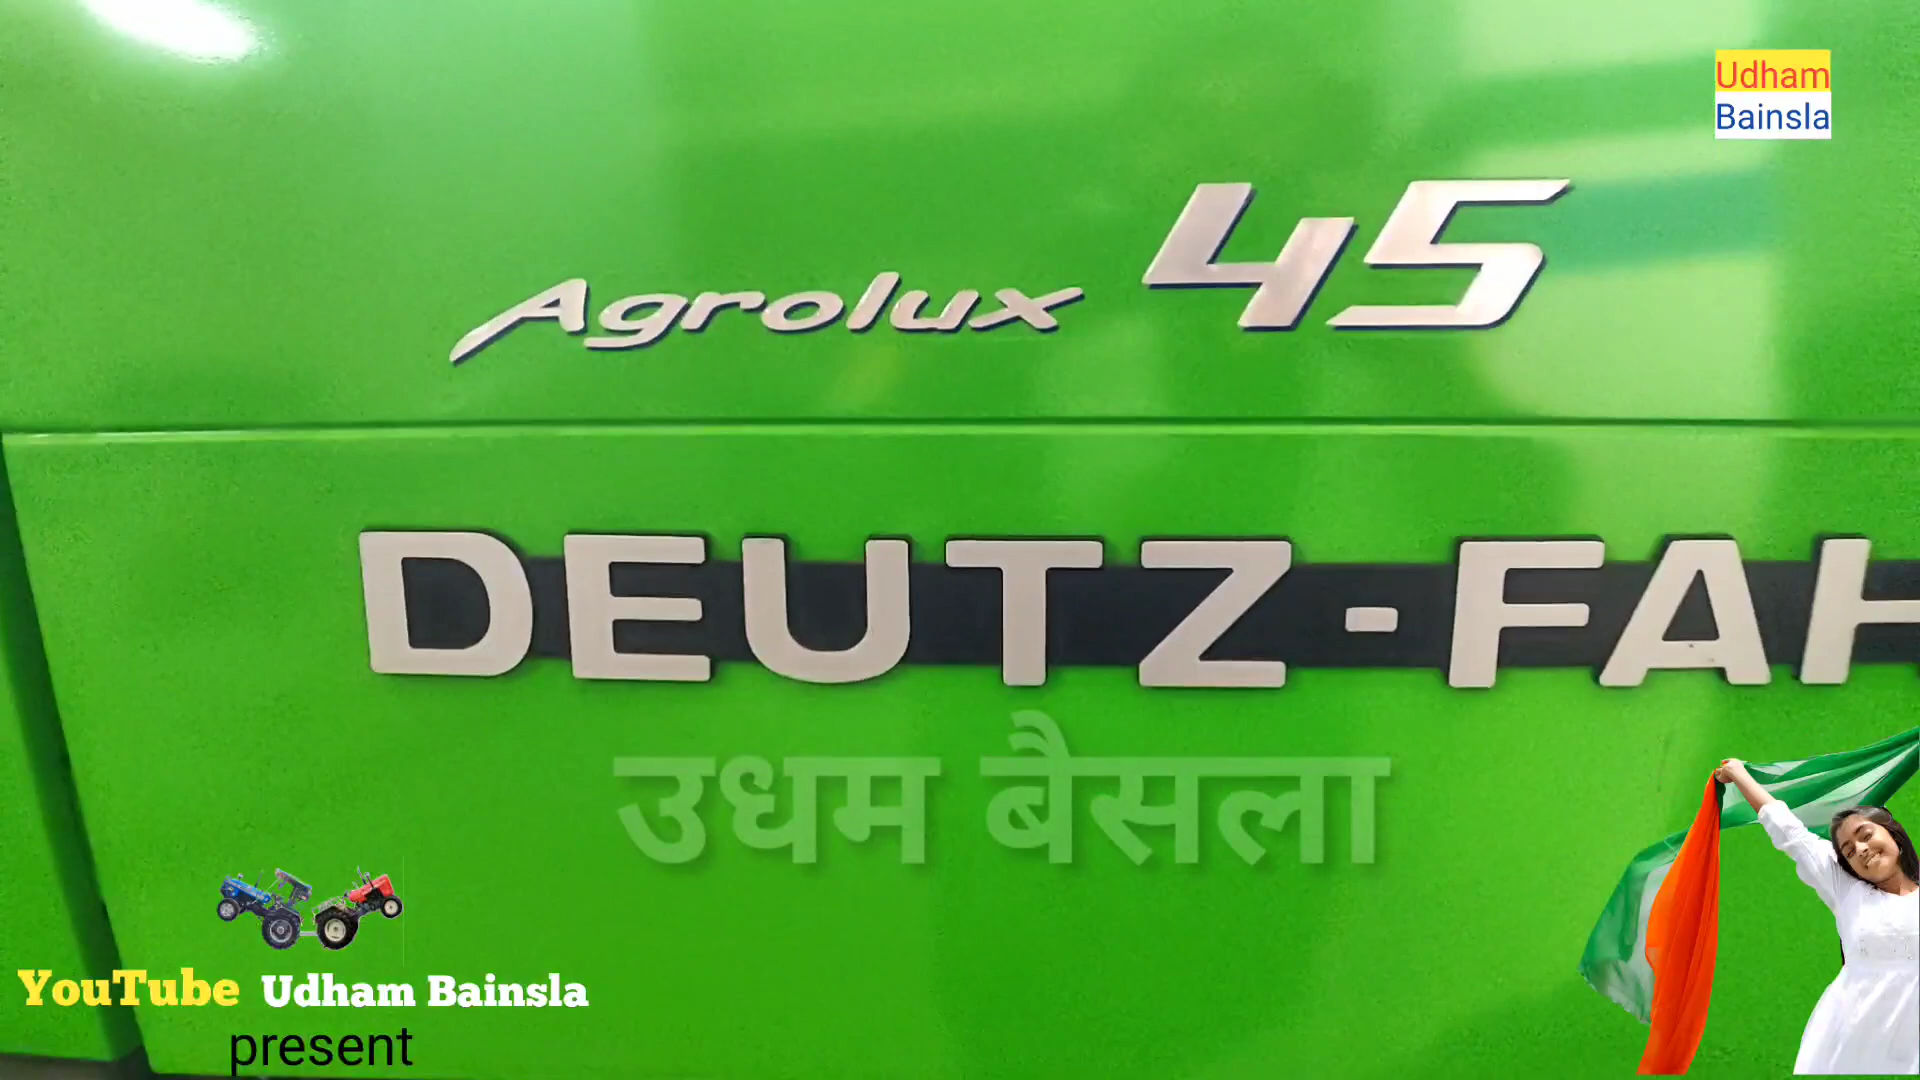 Udham
Bainsla
Agrolux 45
DEUTZ-FAH
उधम बैसला
YouTube Udham Bainsla
present